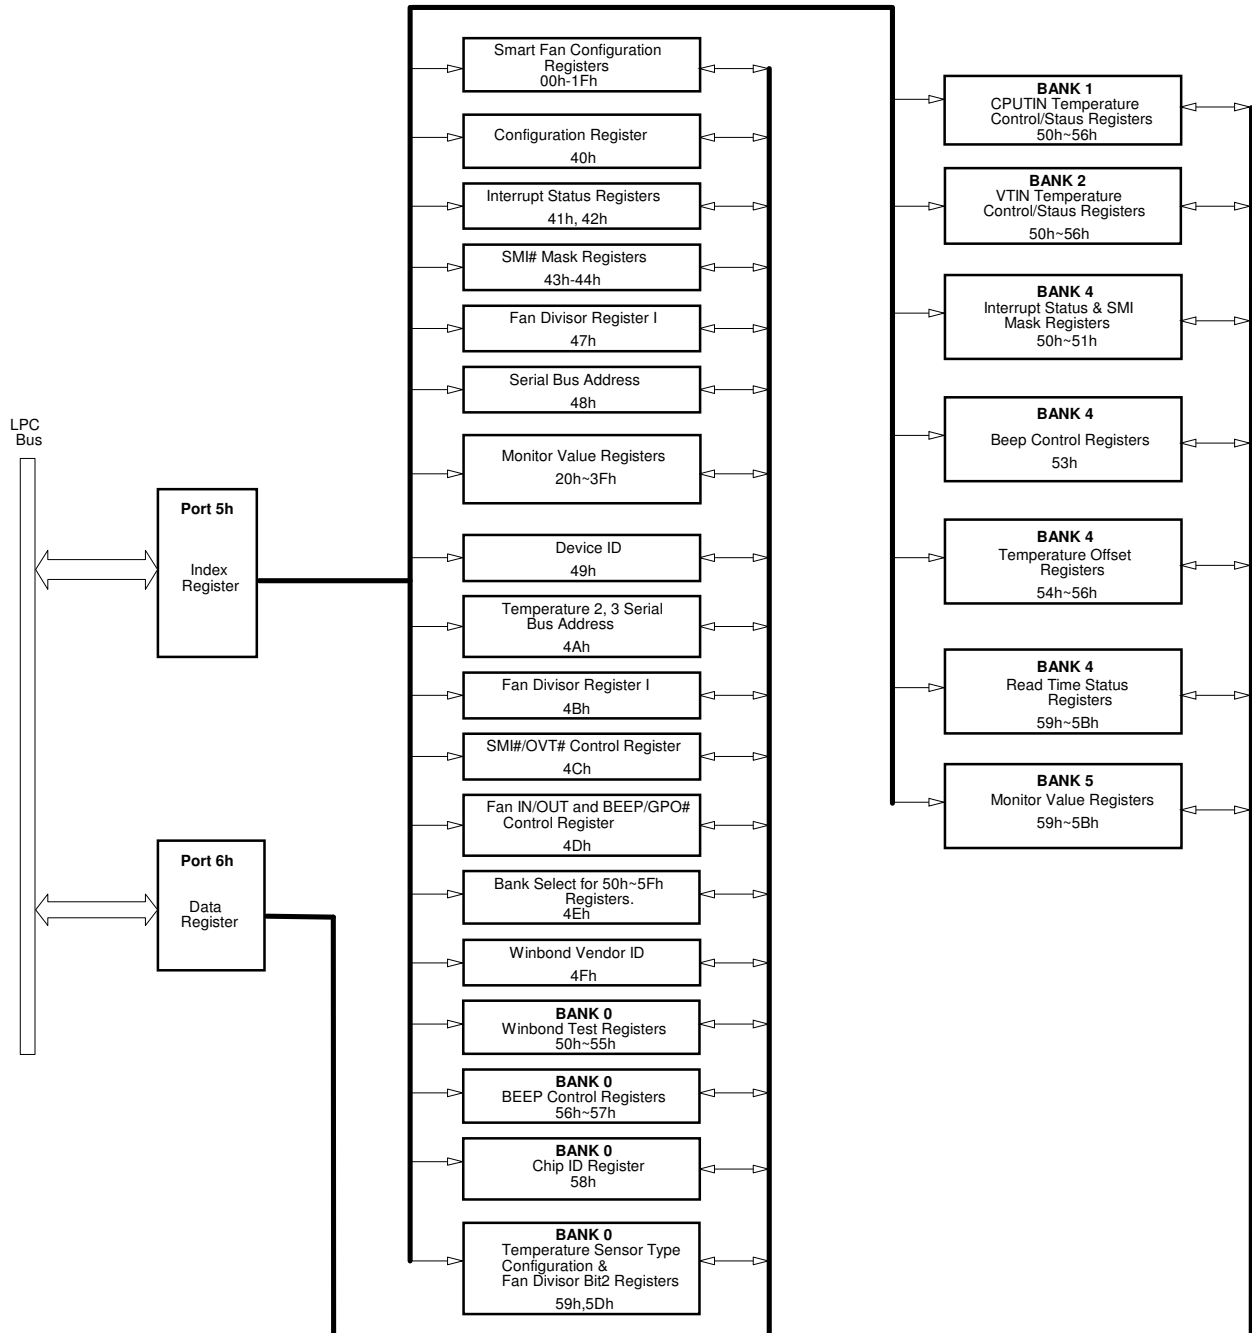 LPC
Bus
Port 5h
Index
Register
Port 6h
Data
Register
Smart Fan Configuration
Registers
00h-1Fh
Configuration Register
40h
Interrupt Status Registers
41h, 42h
SMI# Mask Registers
43h-44h
Fan Divisor Register I
47h
Serial Bus Address
48h
Monitor Value Registers
20h~3Fh
Device ID
49h
Temperature 2, 3 Serial
Bus Address
4Ah
Fan Divisor Register I
4Bh
SMI#/OVT# Control Register
4Ch
Fan IN/OUT and BEEP/GPO#
Control Register
4Dh
Bank Select for 50h~5Fh
Registers.
4Eh
Winbond Vendor ID
4Fh
BANK 0
Winbond Test Registers
50h~55h
BANK 0
BEEP Control Registers
56h~57h
BANK 0
Chip ID Register
58h
BANK 0
Temperature Sensor Type
Configuration &
Fan Divisor Bit2 Registers
59h,5Dh
BANK 1
CPUTIN Temperature
Control/Staus Registers
50h~56h
BANK 2
VTIN Temperature
Control/Staus Registers
50h~56h
BANK 4
Interrupt Status & SMI
Mask Registers
50h~51h
BANK 4
Beep Control Registers
53h
BANK 4
Temperature Offset
Registers
54h~56h
BANK 4
Read Time Status
Registers
59h~5Bh
BANK 5
Monitor Value Registers
59h~5Bh